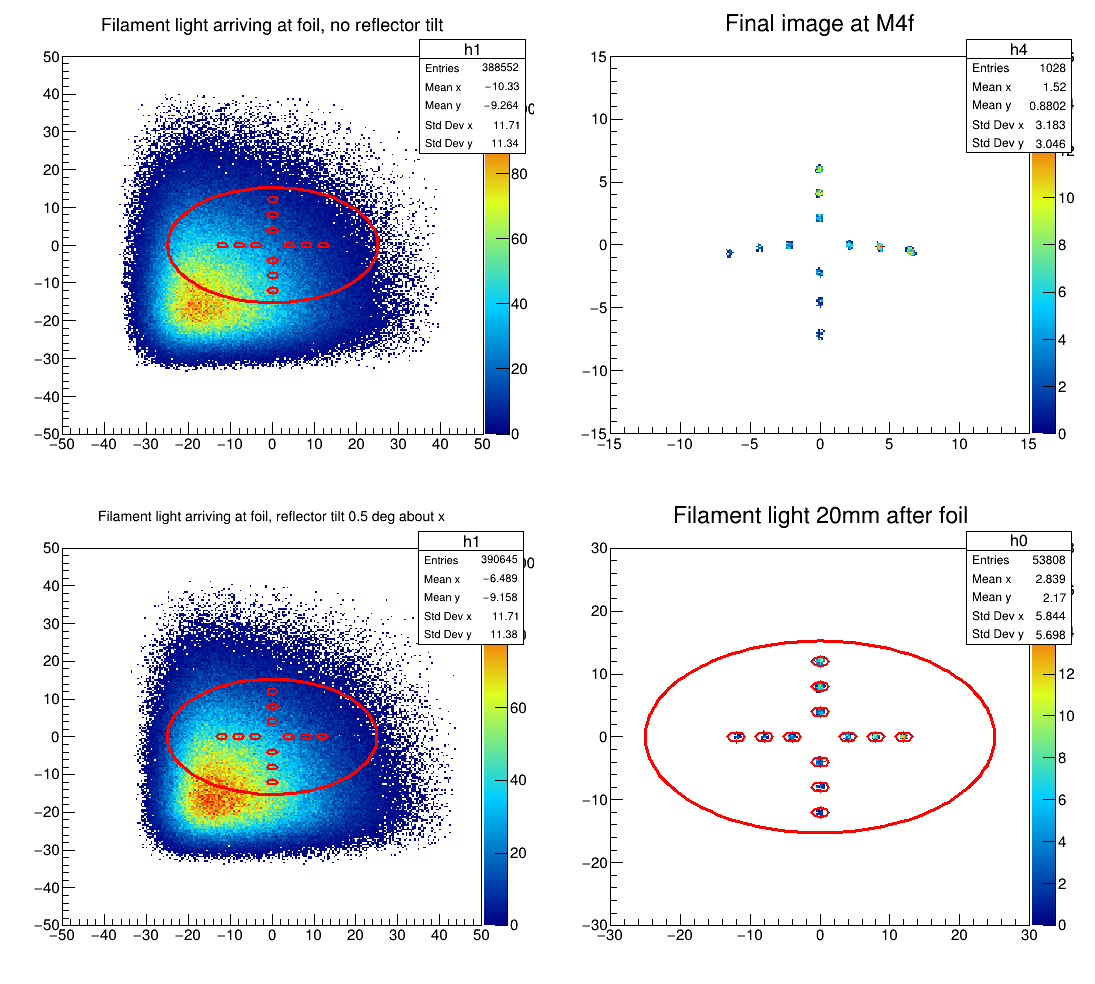 Filament light arriving at foil, no reflector tilt
h1
Entries 388552
Mean x −10.33
Mean y −9.264
Std Dev x 11.71
Std Dev y 11.34
50
40
30
20
10
0
−10
−20
−30
−40
−50
−50 −40 −30 −20 −10 0 10 20 30 40 50
80
60
40
20
0
Final image at M4f
h4
Entries 1028
Mean x 1.52
Mean y 0.8802
Std Dev x 3.183
Std Dev y 3.046
15
10
5
0
−5
−10
−15
−15 −10 −5 0 5 10 15
12
10
8
6
4
2
0
Filament light arriving at foil, reflector tilt 0.5 deg about x
h1
Entries 390645
Mean x −6.489
Mean y −9.158
Std Dev x 11.71
Std Dev y 11.38
50
40
30
20
10
0
−10
−20
−30
−40
−50
−50 −40 −30 −20 −10 0 10 20 30 40 50
60
40
20
0
Filament light 20mm after foil
h0
Entries 53808
Mean x 2.839
Mean y 2.17
Std Dev x 5.844
Std Dev y 5.698
30
20
10
0
−10
−20
−30
−30 −20 −10 0 10 20 30
12
10
8
6
4
2
0